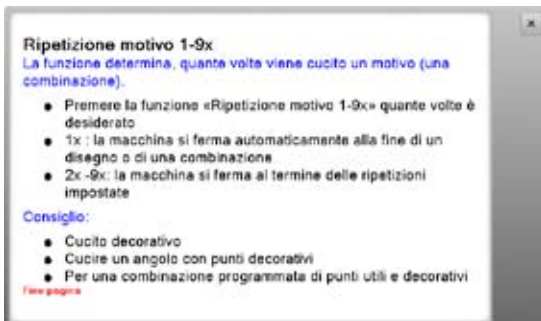 Ripetizione motivo 1-9x
La funzione determina, quante volte viene cucito un motivo (una
combinazione).
● Premere la funzione «Ripetizione motivo 1-9x» quante volte è
desiderato
● 1x : la macchina si ferma automaticamente alla fine di un
disegno o di una combinazione
● 2x -9x: la macchina si ferma al termine delle ripetizioni
impostate
Consiglio:
● Cucito decorativo
● Cucire un angolo con punti decorativi
● Per una combinazione programmata di punti utili e decorativi
Fine pagina